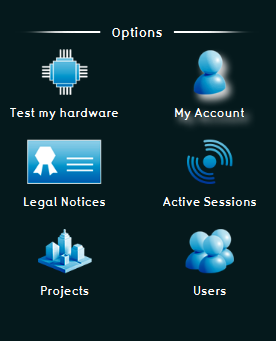 Options
Test my hardware
My Account
Legal Notices
Active Sessions
Projects
Users